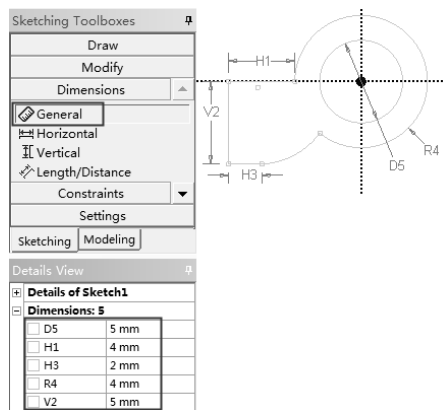 Sketching Toolboxes
Draw
Modify
Dimensions
General
Horizontal
Vertical
Length/Distance
Constraints
Settings
Sketching Modeling
Details View
Details of Sketch1
Dimensions: 5
D5 5 mm
H1 4 mm
H3 2 mm
R4 4 mm
V2 5 mm
H1
V2
H3
R4
D5